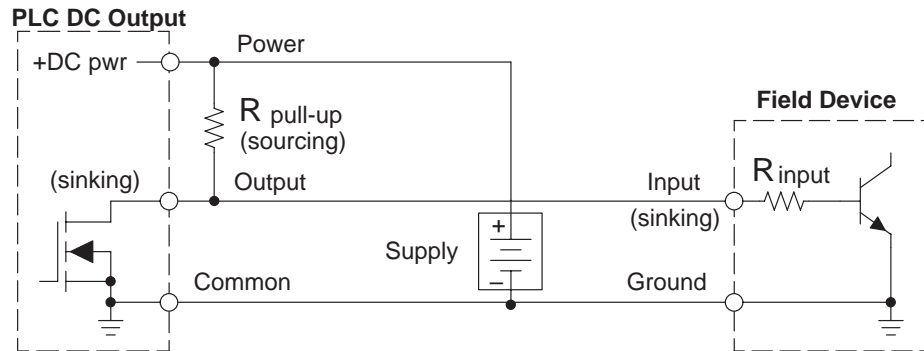 PLC DC Output
Power
+DC pwr
Field Device
R pull-up
(sourcing)
R input
(sinking)
Output
Input
(sinking)
+
Supply
–
Common
Ground